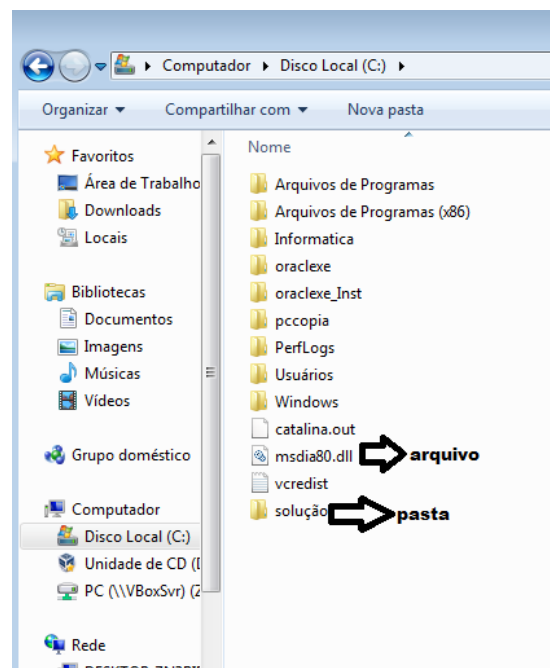 Computador ▸ Disco Local (C:) ▸
Organizar Compartilhar com Nova pasta
Favoritos
Área de Trabalho
Downloads
Locais
Bibliotecas
Documentos
Imagens
Músicas
Vídeos
Grupo doméstico
Computador
Disco Local (C:)
Unidade de CD (
PC (\\VBoxSvr) (
Rede
Nome
Arquivos de Programas
Arquivos de Programas (x86)
Informatica
oraclexe
oraclexe_Inst
pccopia
PerfLogs
Usuários
Windows
catalina.out
msdia80.dll arquivo
vcredist
solução pasta